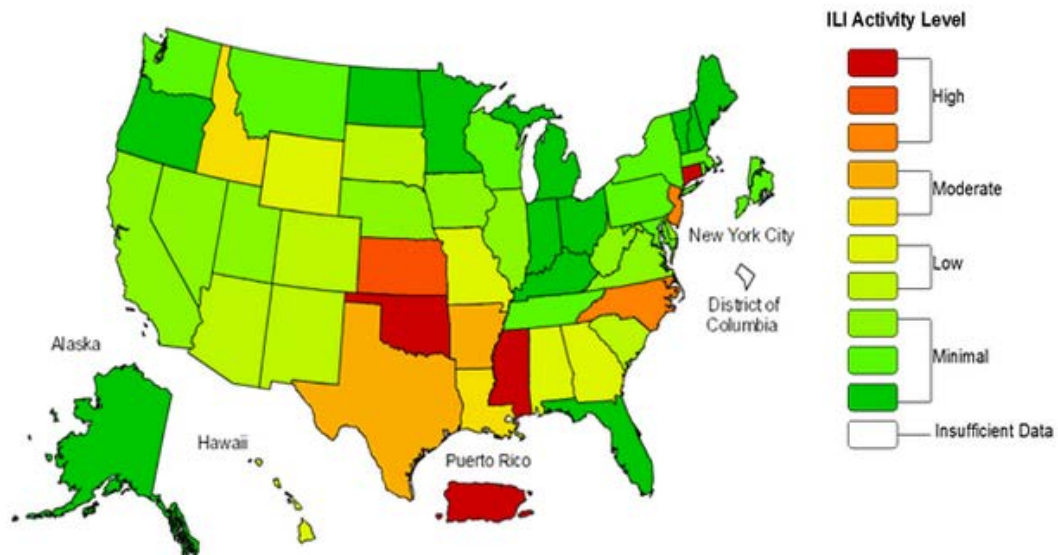 ILI Activity Level
High
Moderate
Low
Minimal
Insufficient Data
New York City
District of
Columbia
Alaska
Hawaii
Puerto Rico